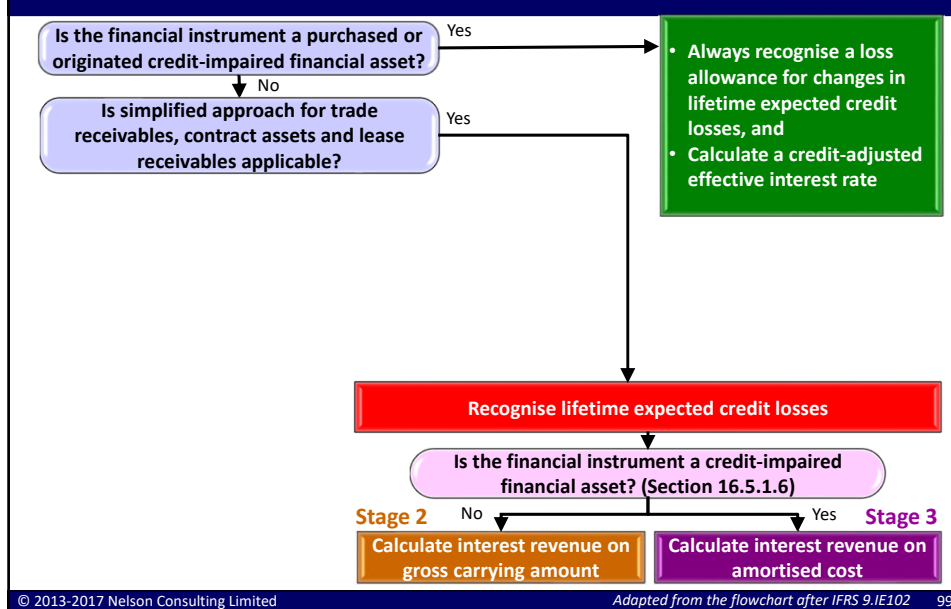 Is the financial instrument a purchased or
originated credit-impaired financial asset?
Yes
• Always recognise a loss
allowance for changes in
lifetime expected credit
losses, and
• Calculate a credit-adjusted
effective interest rate
No
Is simplified approach for trade
receivables, contract assets and lease
receivables applicable?
Yes
Recognise lifetime expected credit losses
Is the financial instrument a credit-impaired
financial asset? (Section 16.5.1.6)
Stage 2
No
Yes
Stage 3
Calculate interest revenue on
gross carrying amount
Calculate interest revenue on
amortised cost
© 2013-2017 Nelson Consulting Limited
Adapted from the flowchart after IFRS 9.IE102
99